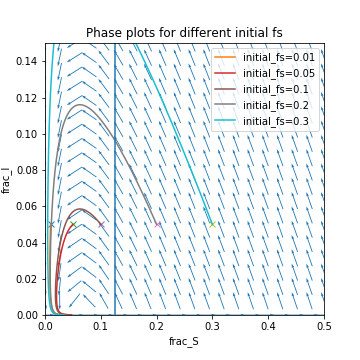 Phase plots for different initial fs
initial_fs=0.01
initial_fs=0.05
initial_fs=0.1
initial_fs=0.2
initial_fs=0.3
frac_I
0.14
0.12
0.10
0.08
0.06
0.04
0.02
0.00
0.0 0.1 0.2 0.3 0.4 0.5
frac_S